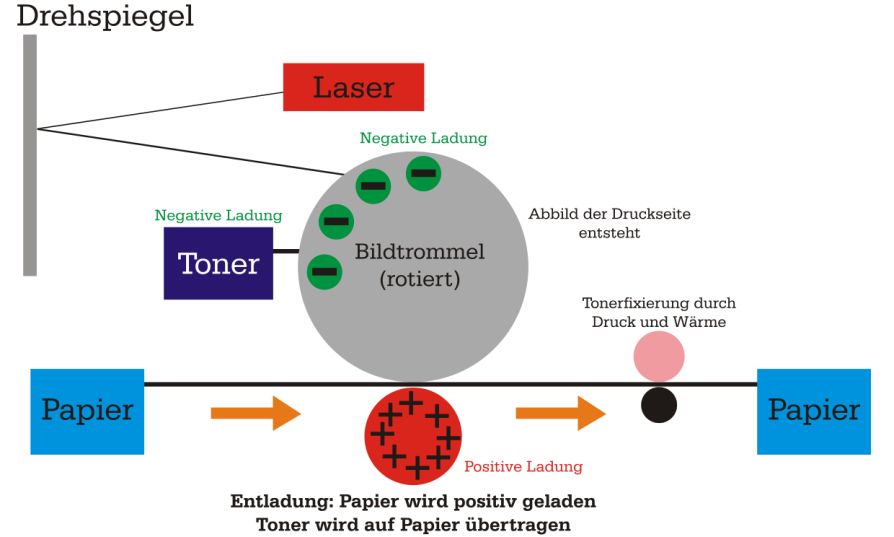 Drehspiegel
Laser
Negative Ladung
Negative Ladung
Toner
Bildtrommel
(rotiert)
Abbild der Druckseite
entsteht
Tonerfixierung durch
Druck und Wärme
Papier
Papier
Positive Ladung
Entladung: Papier wird positiv geladen
Toner wird auf Papier übertragen